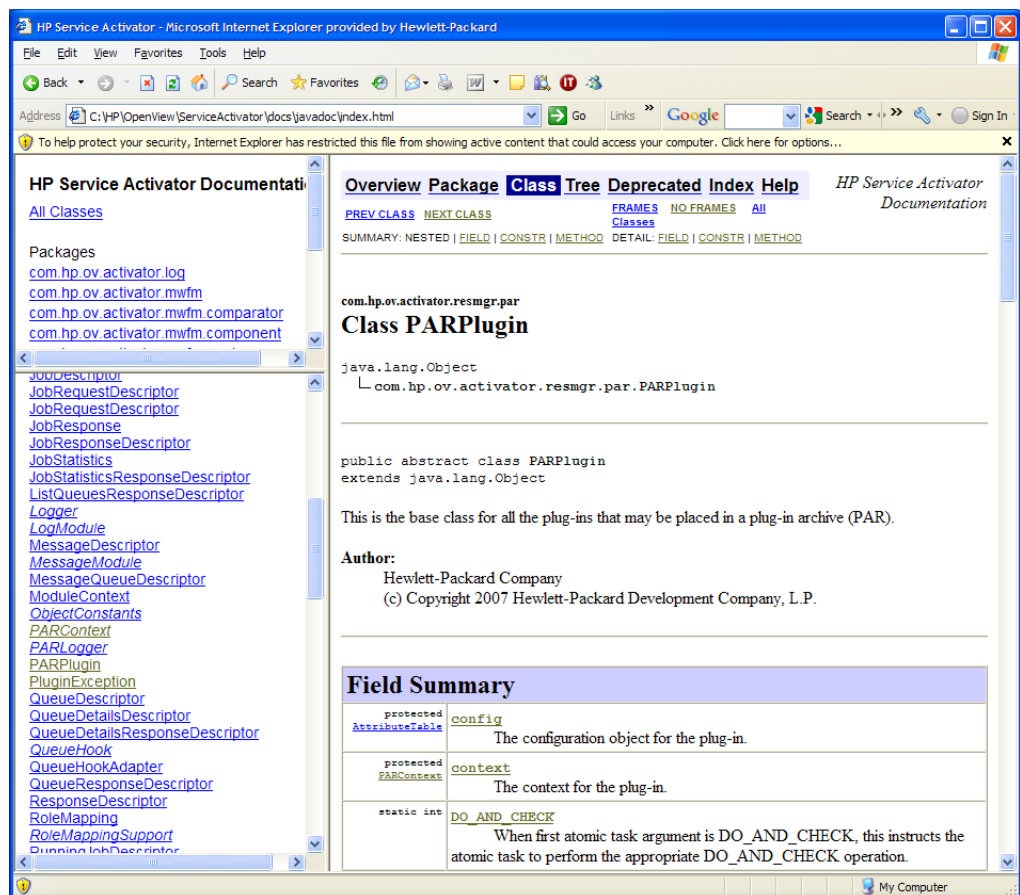 HP Service Activator - Microsoft Internet Explorer provided by Hewlett-Packard
File Edit View Favorites Tools Help
Back Search Favorites
Address C:\HP\OpenView\ServiceActivator\docs\javadoc\index.html Go Links » Google Search » Sign In
To help protect your security, Internet Explorer has restricted this file from showing active content that could access your computer. Click here for options...
HP Service Activator Documentati
All Classes
Packages
com.hp.ov.activator.log
com.hp.ov.activator.mwfm
com.hp.ov.activator.mwfm.comparator
com.hp.ov.activator.mwfm.component
JobDescriptor
JobRequestDescriptor
JobRequestDescriptor
JobResponse
JobResponseDescriptor
JobStatistics
JobStatisticsResponseDescriptor
ListQueuesResponseDescriptor
Logger
LogModule
MessageDescriptor
MessageModule
MessageQueueDescriptor
ModuleContext
ObjectConstants
PARContext
PARLogger
PARPlugin
PluginException
QueueDescriptor
QueueDetailsDescriptor
QueueDetailsResponseDescriptor
QueueHook
QueueHookAdapter
QueueResponseDescriptor
ResponseDescriptor
RoleMapping
RoleMappingSupport
RunningJobDescriptor
Overview Package Class Tree Deprecated Index Help
HP Service Activator
Documentation
PREV CLASS NEXT CLASS
FRAMES NO FRAMES All
Classes
SUMMARY: NESTED | FIELD | CONSTR | METHOD DETAIL: FIELD | CONSTR | METHOD
com.hp.ov.activator.resmgr.par
Class PARPlugin
java.lang.Object
com.hp.ov.activator.resmgr.par.PARPlugin
public abstract class PARPlugin
extends java.lang.Object
This is the base class for all the plug-ins that may be placed in a plug-in archive (PAR).
Author:
Hewlett-Packard Company
(c) Copyright 2007 Hewlett-Packard Development Company, L.P.
Field Summary
protected
AttributeTable
config
The configuration object for the plug-in.
protected
PARContext
context
The context for the plug-in.
static int
DO_AND_CHECK
When first atomic task argument is DO_AND_CHECK, this instructs the
atomic task to perform the appropriate DO_AND_CHECK operation.
My Computer